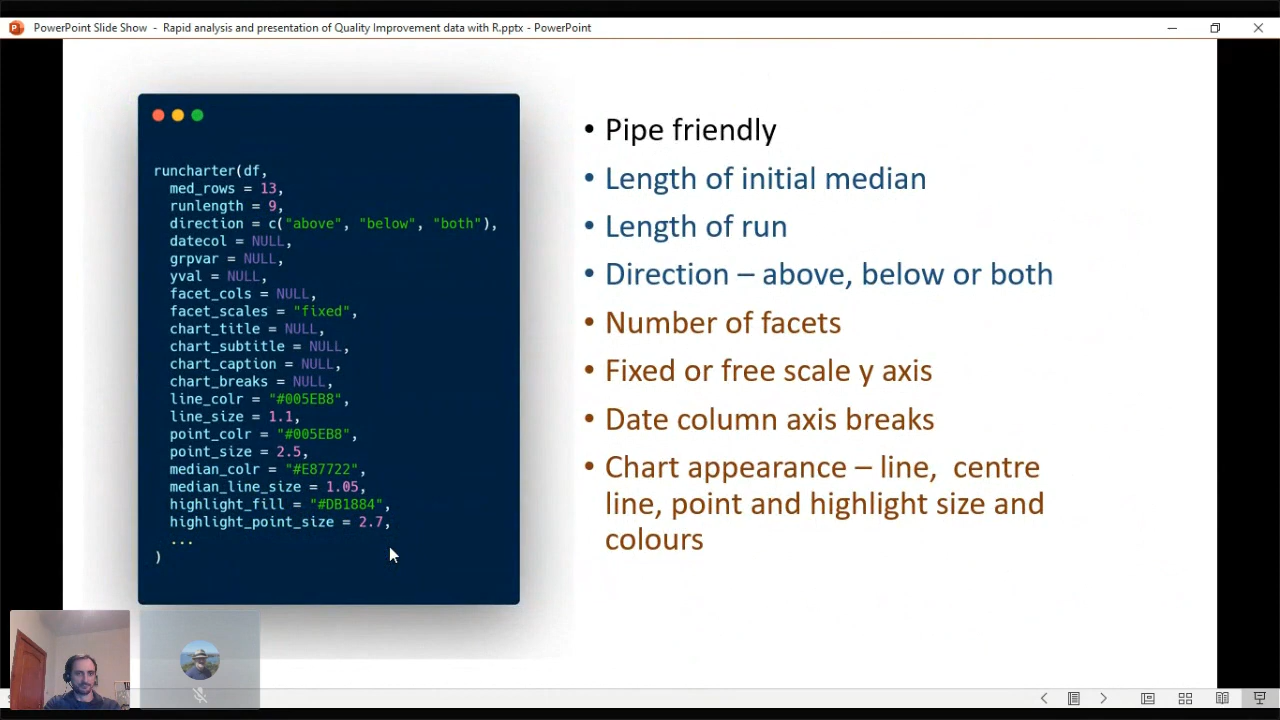 PowerPoint Slide Show - Rapid analysis and presentation of Quality Improvement data with R.pptx - PowerPoint
runcharter(df,
med_rows = 13,
runlength = 9,
direction = c("above", "below", "both"),
datecol = NULL,
grpvar = NULL,
yval = NULL,
facet_cols = NULL,
facet_scales = "fixed",
chart_title = NULL,
chart_subtitle = NULL,
chart_caption = NULL,
chart_breaks = NULL,
line_colr = "#005EB8",
line_size = 1.1,
point_colr = "#005EB8",
point_size = 2.5,
median_colr = "#E87722",
median_line_size = 1.05,
highlight_fill = "#DB1884",
highlight_point_size = 2.7,
...
)
• Pipe friendly
• Length of initial median
• Length of run
• Direction – above, below or both
• Number of facets
• Fixed or free scale y axis
• Date column axis breaks
• Chart appearance – line, centre
line, point and highlight size and
colours